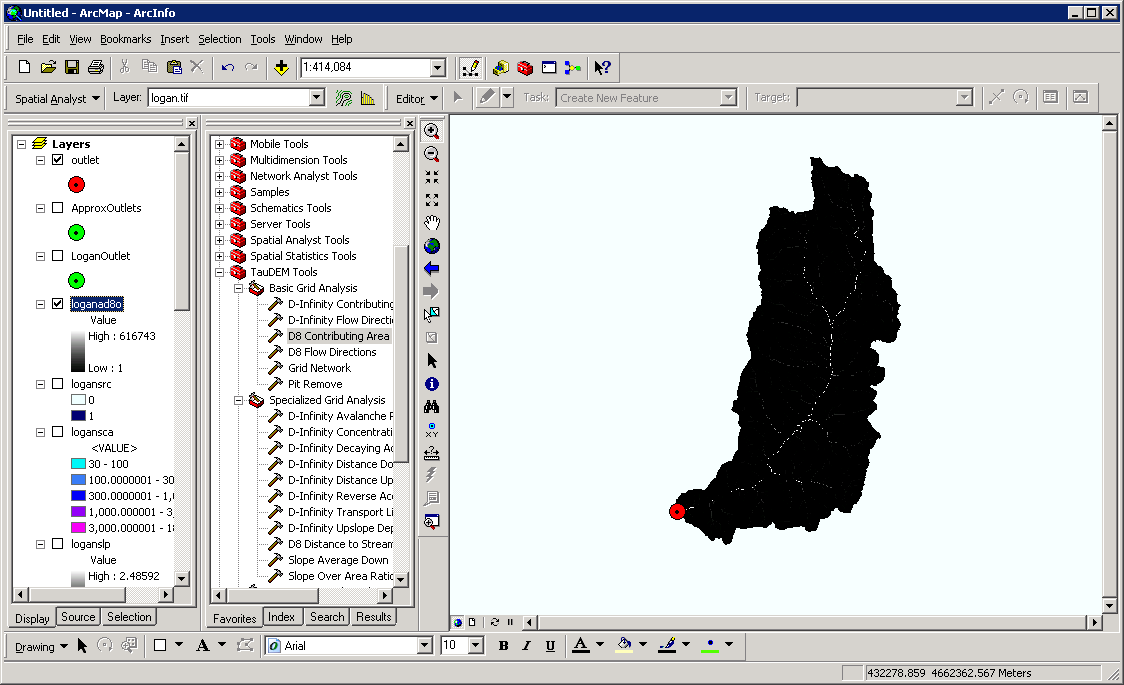 Untitled - ArcMap - ArcInfo
File Edit View Bookmarks Insert Selection Tools Window Help
1:414,084
Spatial Analyst Layer: logan.tif Editor Task: Create New Feature Target:
Layers
outlet
ApproxOutlets
LoganOutlet
loganad8o
Value
High : 616743
Low : 1
logansrc
0
1
logansca
<VALUE>
30 - 100
100.0000001 - 30
300.0000001 - 1,0
1,000.000001 - 3,
3,000.000001 - 18
loganslp
Value
High : 2.48592
Display Source Selection
Mobile Tools
Multidimension Tools
Network Analyst Tools
Samples
Schematics Tools
Server Tools
Spatial Analyst Tools
Spatial Statistics Tools
TauDEM Tools
Basic Grid Analysis
D-Infinity Contributing
D-Infinity Flow Directi
D8 Contributing Area
D8 Flow Directions
Grid Network
Pit Remove
Specialized Grid Analysis
D-Infinity Avalanche R
D-Infinity Concentrati
D-Infinity Decaying Ac
D-Infinity Distance Do
D-Infinity Distance Up
D-Infinity Reverse Acc
D-Infinity Transport Li
D-Infinity Upslope Dep
D8 Distance to Stream
Slope Average Down
Slope Over Area Ratio
Favorites Index Search Results
XY
Drawing A Arial 10 B I U A
432278.859 4662362.567 Meters